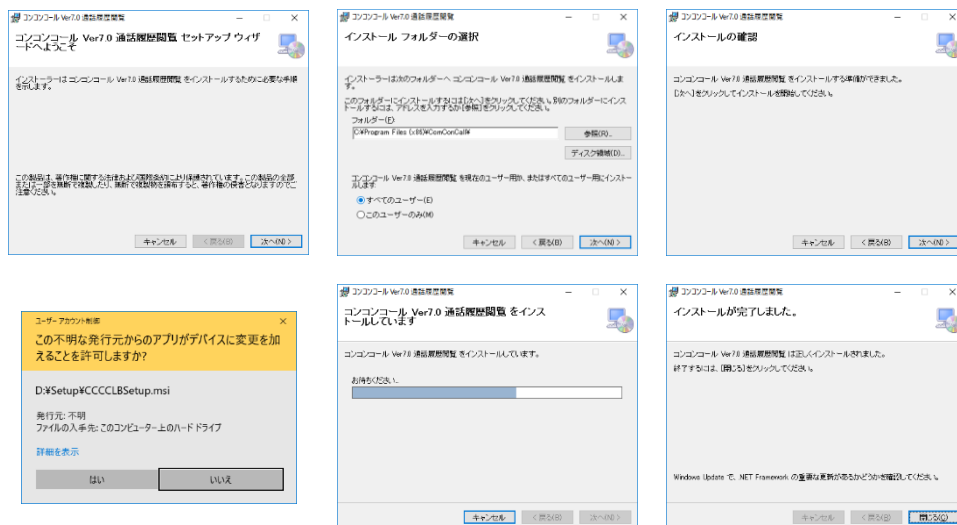 コンコンコール Ver7.0 通話履歴閲覧
コンコンコール Ver7.0 通話履歴閲覧 セットアップ ウィザ
ードへようこそ
インストーラーは コンコンコール Ver7.0 通話履歴閲覧 をインストールするために必要な手順
を示します。
この製品は、著作権に関する法律および国際条約により保護されています。この製品の全部
または一部を無断で複製したり、無断で複製物を頒布すると、著作権の侵害となりますのでご
注意ください。
キャンセル
< 戻る(B)
次へ(N) >
コンコンコール Ver7.0 通話履歴閲覧
インストール フォルダーの選択
インストーラーは次のフォルダーへ コンコンコール Ver7.0 通話履歴閲覧 をインストールしま
す。
このフォルダーにインストールするには[次へ]をクリックしてください。別のフォルダーにインス
トールするには、アドレスを入力するか[参照]をクリックしてください。
フォルダー(E)
C:¥Program Files (x86)¥ComConCall¥
参照(R)...
ディスク領域(D)...
コンコンコール Ver7.0 通話履歴閲覧 を現在のユーザー用か、またはすべてのユーザー用にインストー
ルします
すべてのユーザー(E)
このユーザーのみ(M)
キャンセル
< 戻る(B)
次へ(N) >
コンコンコール Ver7.0 通話履歴閲覧
インストールの確認
コンコンコール Ver7.0 通話履歴閲覧 をインストールする準備ができました。
[次へ]をクリックしてインストールを開始してください。
キャンセル
< 戻る(B)
次へ(N) >
ユーザー アカウント制御
この不明な発行元からのアプリがデバイスに変更を加
えることを許可しますか?
D:¥Setup¥CCCCLBSetup.msi
発行元: 不明
ファイルの入手先: このコンピューター上のハード ドライブ
詳細を表示
はい
いいえ
コンコンコール Ver7.0 通話履歴閲覧
コンコンコール Ver7.0 通話履歴閲覧 をインス
トールしています
コンコンコール Ver7.0 通話履歴閲覧 をインストールしています。
お待ちください...
キャンセル
< 戻る(B)
次へ(N) >
コンコンコール Ver7.0 通話履歴閲覧
インストールが完了しました。
コンコンコール Ver7.0 通話履歴閲覧 は正しくインストールされました。
終了するには、[閉じる]をクリックしてください。
Windows Update で、.NET Framework の重要な更新があるかどうかを確認してください。
キャンセル
< 戻る(B)
閉じる(C)